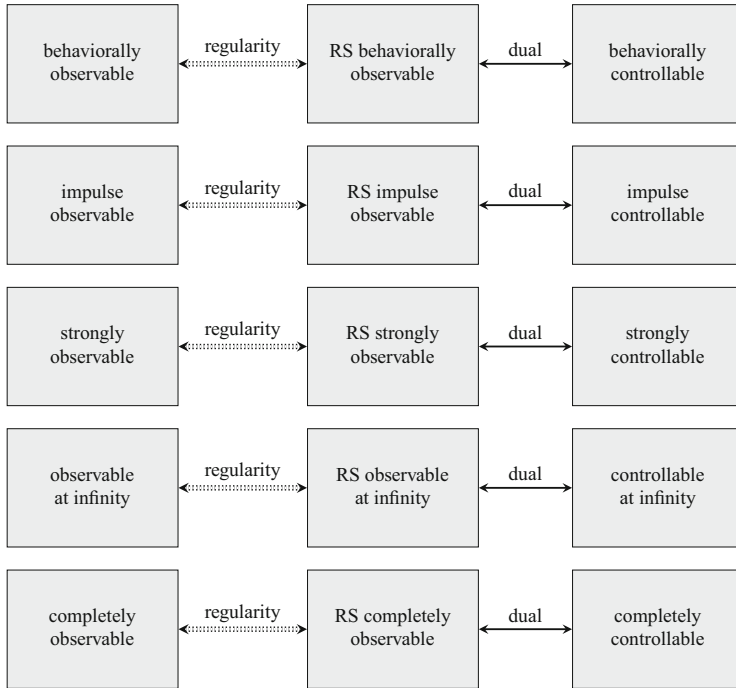 behaviorally
observable
regularity
RS behaviorally
observable
dual
behaviorally
controllable
impulse
observable
regularity
RS impulse
observable
dual
impulse
controllable
strongly
observable
regularity
RS strongly
observable
dual
strongly
controllable
observable
at infinity
regularity
RS observable
at infinity
dual
controllable
at infinity
completely
observable
regularity
RS completely
observable
dual
completely
controllable